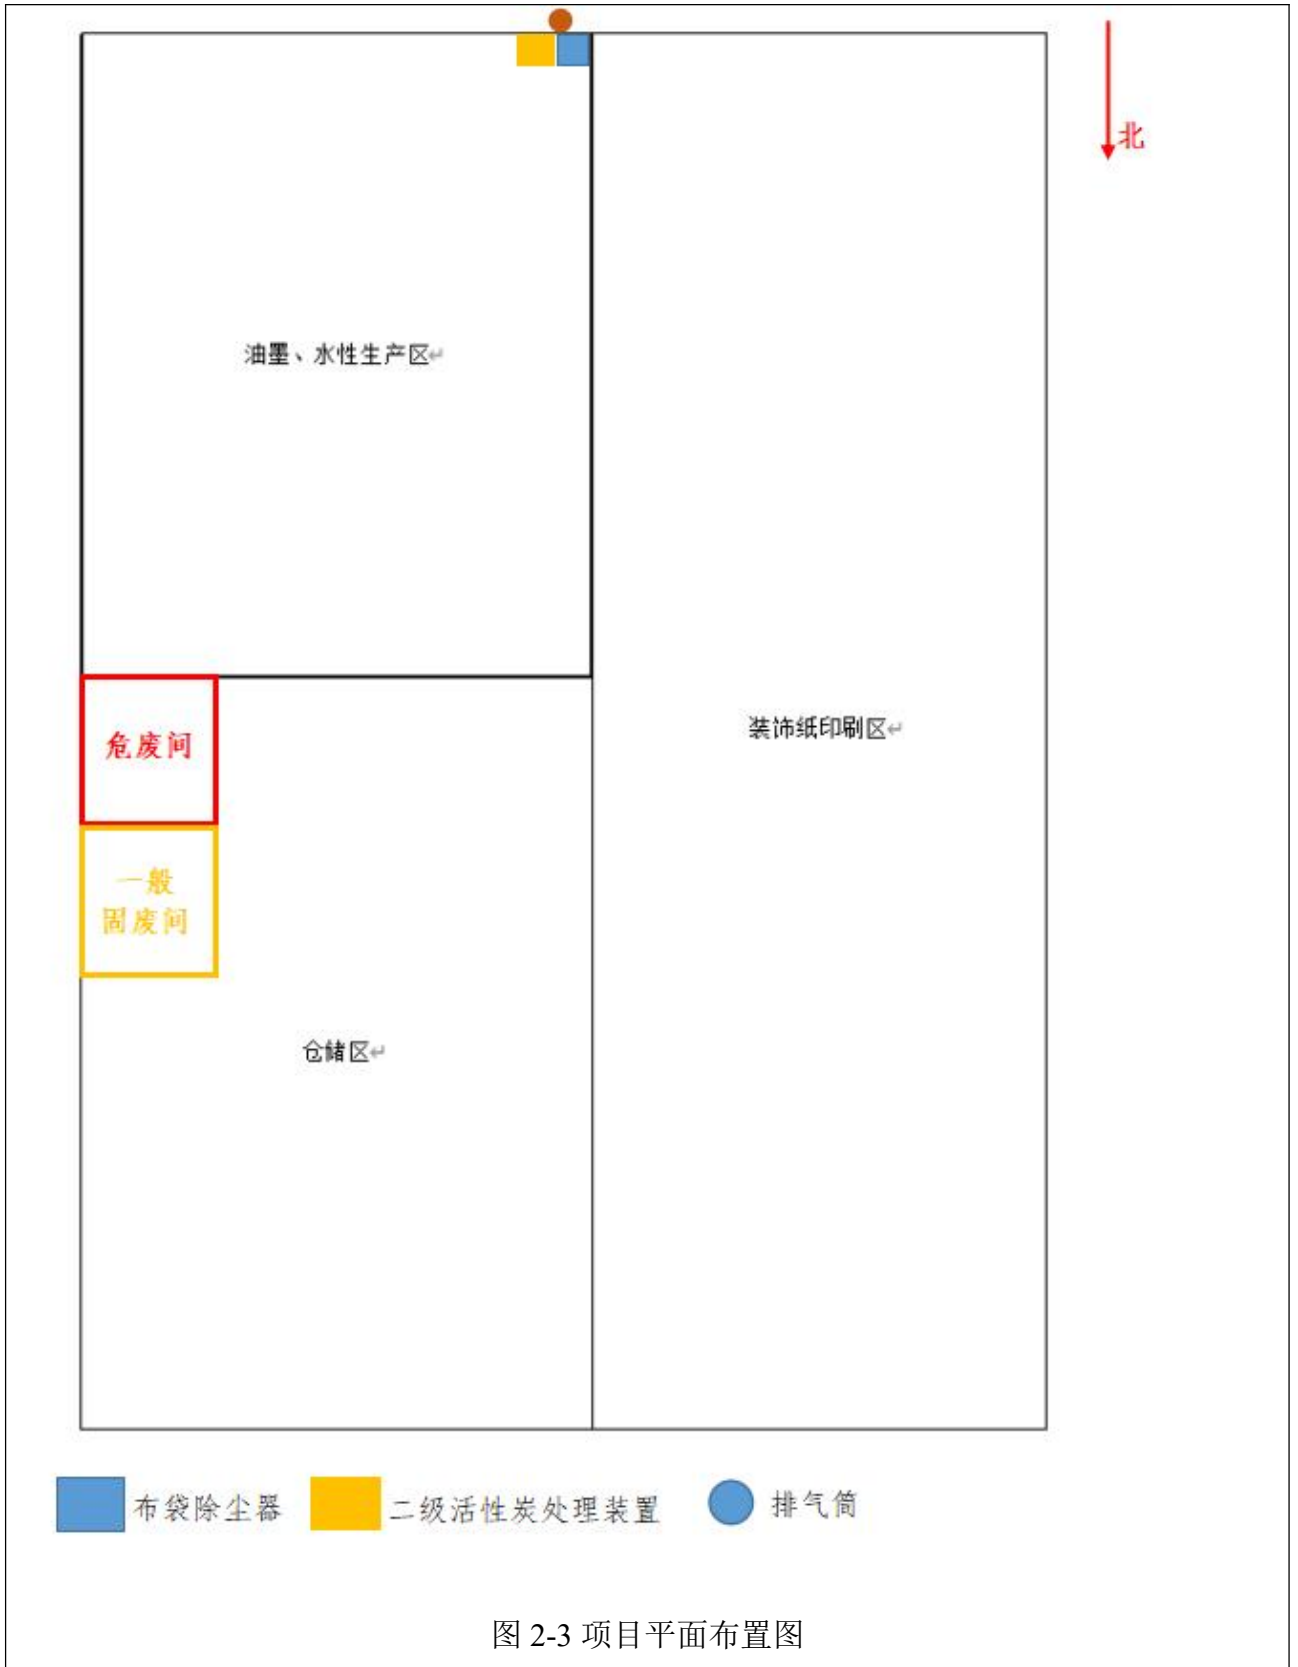 北
油墨、水性生产区↵
危废间
装饰纸印刷区↵
一般
固废间
仓储区↵
布袋除尘器
二级活性炭处理装置
排气筒
图 2-3 项目平面布置图